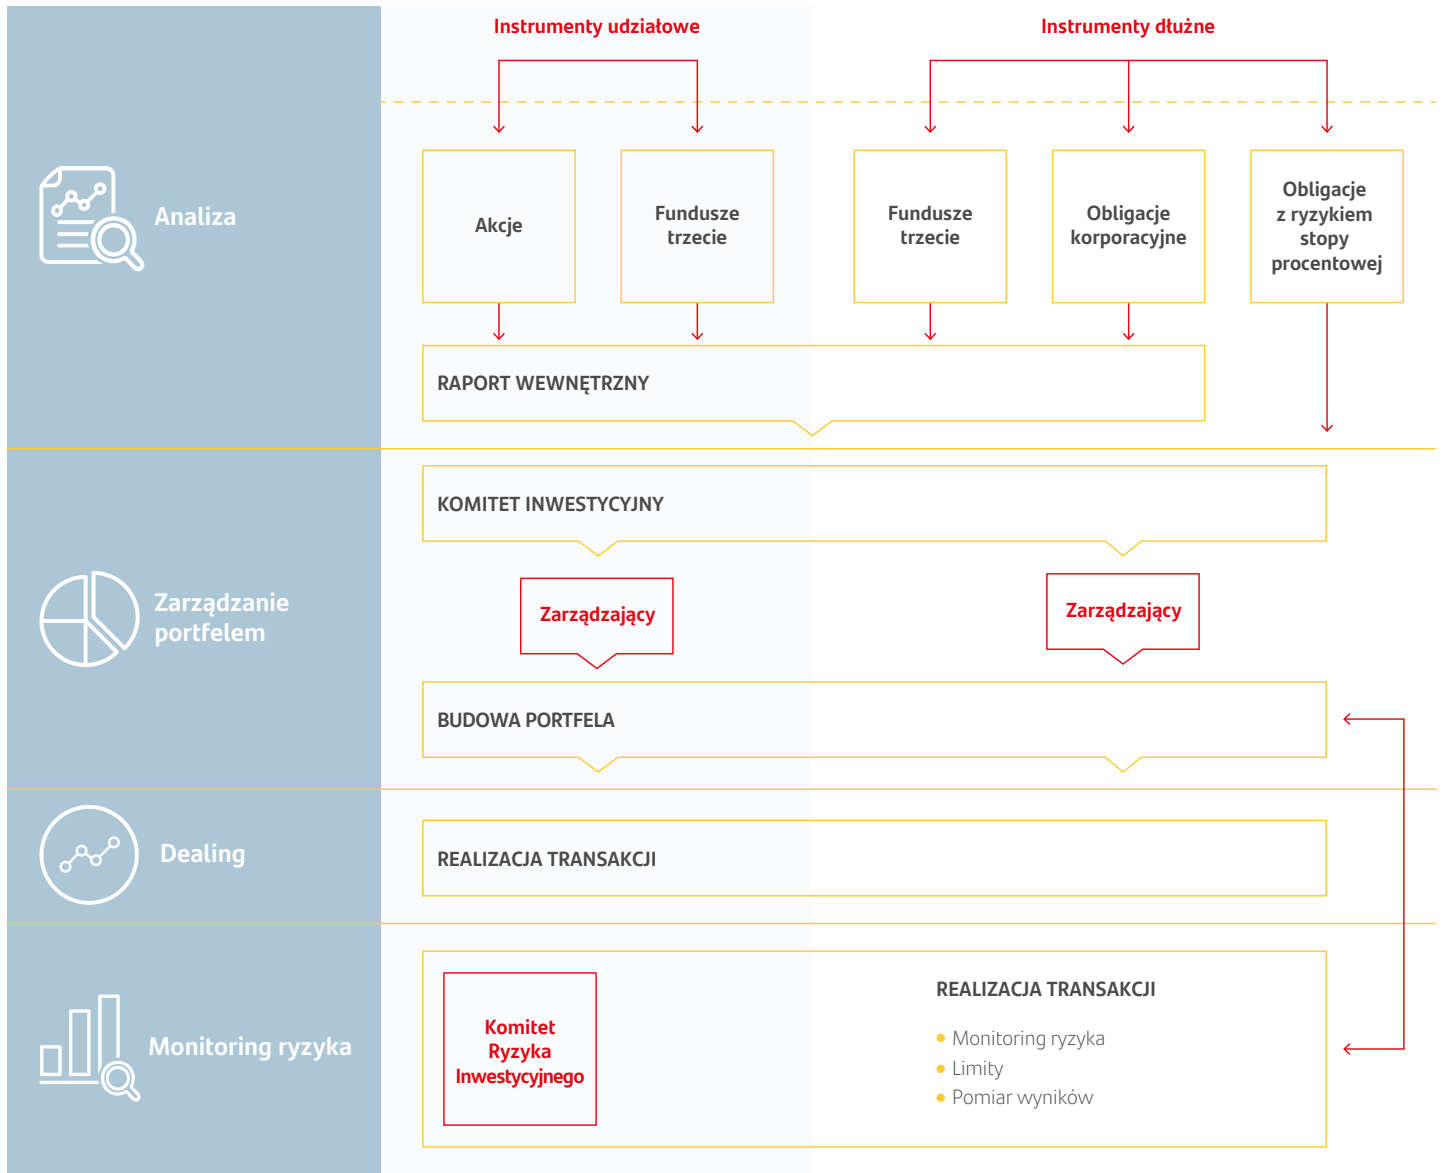 Instrumenty udziałowe
Instrumenty dłużne
Analiza
Akcje
Fundusze
trzecie
Fundusze
trzecie
Obligacje
korporacyjne
Obligacje
z ryzykiem
stopy
procentowej
RAPORT WEWNĘTRZNY
Zarządzanie
portfelem
KOMITET INWESTYCYJNY
Zarządzający
Zarządzający
BUDOWA PORTFELA
Dealing
REALIZACJA TRANSAKCJI
Monitoring ryzyka
Komitet
Ryzyka
Inwestycyjnego
REALIZACJA TRANSAKCJI
Monitoring ryzyka
Limity
Pomiar wyników